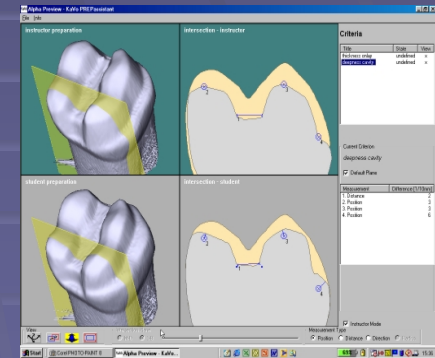 Alpha Preview - KaVo PREPassistant
File Info
instructor preparation
intersection - instructor
Criteria
Title State View
thickness inlay undefined x
deepness cavity undefined x
Current Criterion
deepness cavity
Default Plane
student preparation
intersection - student
Measurement Difference [1/10mm]
1. Distance 2
2. Position 3
3. Position 3
4. Position 6
Instructor Mode
View
Measurement Type
Position Distance Direction
Start Corel PHOTO-PAINT 8 Alpha Preview - KaVo...